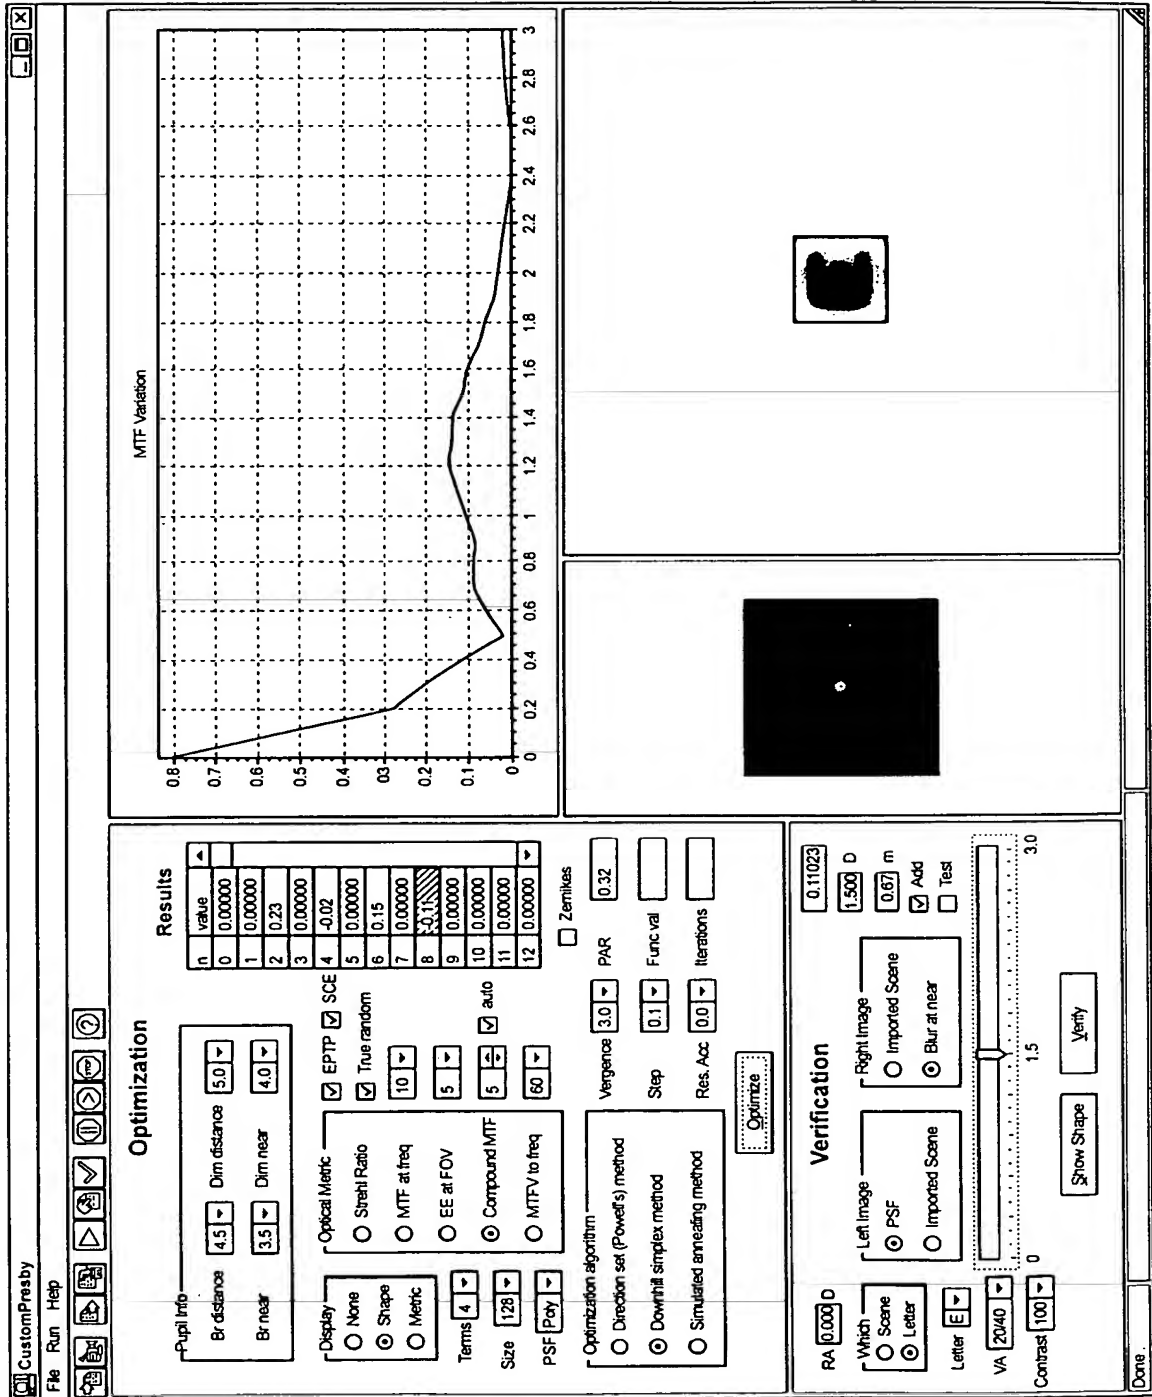 CustomPresby
File Run Help
Optimization
Pupil Info
Br distance 4.5 Dim distance 5.0
Br near 3.5 Dim near 4.0
Display
None
Shape
Metric
Terms 4
Size 128
PSF Poly
Optical Metric
Strehl Ratio
MTF at freq
EE at FOV
Compound MTF
MTFV to freq
EPTP SCE
True random
10
5
5 auto
60
Results
n value
0 0.00000
1 0.00000
2 0.23
3 0.00000
4 -0.02
5 0.00000
6 0.15
7 0.00000
8 -0.11
9 0.00000
10 0.00000
11 0.00000
12 0.00000
Zernikes
Optimization algorithm
Direction set (Powell's) method
Downhill simplex method
Simulated annealing method
Vergence 3.0 PAR 0.32
Step 0.1 Func val
Res. Acc 0.0 Iterations
Optimize
Verification
RA 0.000 D
Which
Scene
Letter
Letter E
VA 20/40
Contrast 100
Left Image
PSF
Imported Scene
Right Image
Imported Scene
Blur at near
0.11023
1.500 D
0.67 m
Add
Test
0 1.5 3.0
Show Shape
Verify
MTF Variation
0.8
0.7
0.6
0.5
0.4
03
0.2
0.1
0
0 0.2 0.4 0.6 0.8 1 1.2 1.4 1.6 1.8 2 2.2 2.4 2.6 2.8 3
Done.